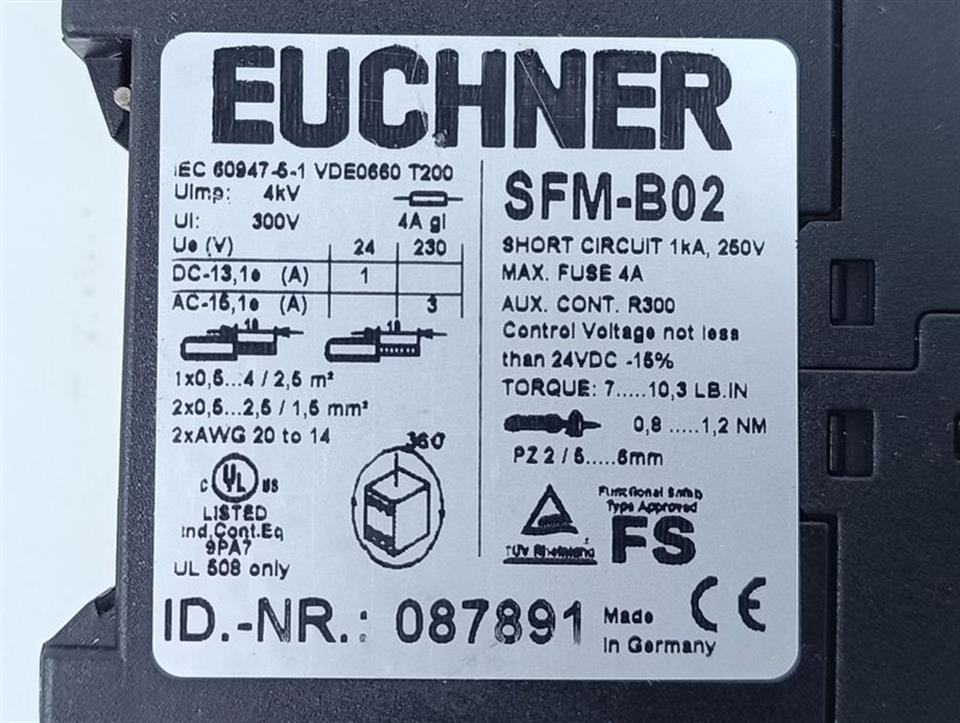 EUCHNER
IEC 60947-5-1 VDE0660 T200
UImp: 4kV
UI: 300V 4A gl
Ue (V) 24 230
DC-13,1e (A) 1
AC-15,1e (A) 3
10 10
1x0,5...4 / 2,5 m²
2x0,5...2,5 / 1,5 mm²
2xAWG 20 to 14
360
C UL US
LISTED
Ind.Cont.Eq
9PA7
UL 508 only
SFM-B02
SHORT CIRCUIT 1kA, 250V
MAX. FUSE 4A
AUX. CONT. R300
Control Voltage not less
than 24VDC -15%
TORQUE: 7.....10,3 LB.IN
0,8 .....1,2 NM
PZ 2 / 5.....6mm
TÜV Rheinland
Functional Safety
Type Approved
FS
ID.-NR.: 087891
Made
in Germany
CE